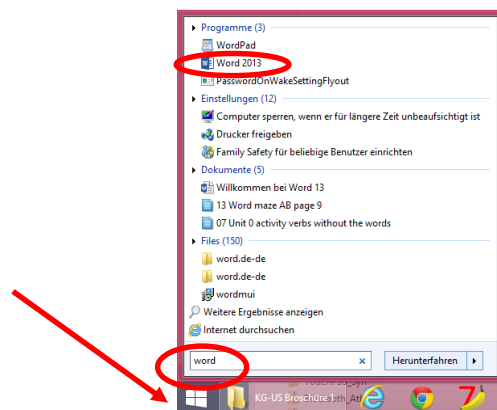 Programme (3)
WordPad
Word 2013
PasswordOnWakeSettingFlyout
Einstellungen (12)
Computer sperren, wenn er für längere Zeit unbeaufsichtigt ist
Drucker freigeben
Family Safety für beliebige Benutzer einrichten
Dokumente (5)
Willkommen bei Word 13
13 Word maze AB page 9
07 Unit 0 activity verbs without the words
Files (150)
word.de-de
word.de-de
wordmui
Weitere Ergebnisse anzeigen
Internet durchsuchen
word
Herunterfahren
KG-US Broschüre 1